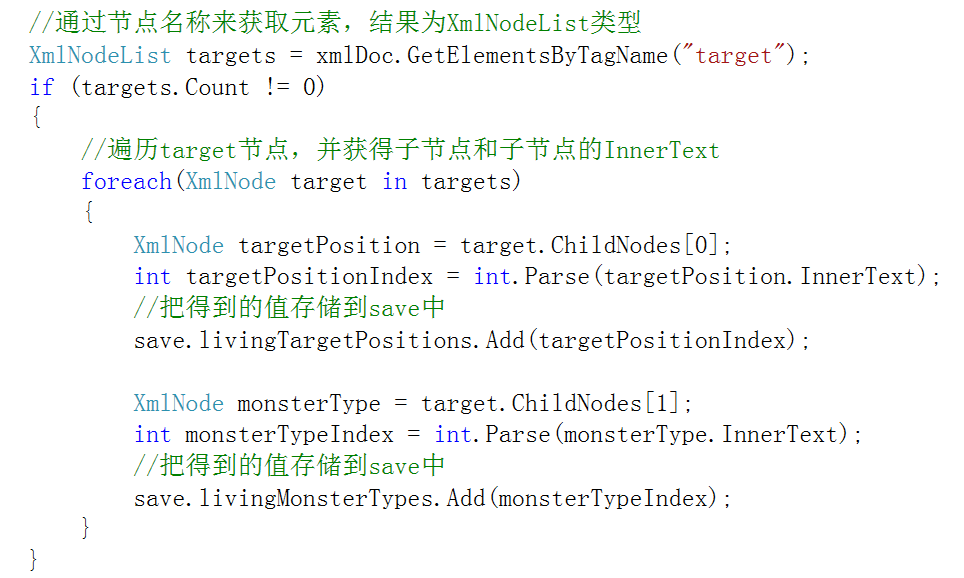 //通过节点名称来获取元素，结果为XmlNodeList类型
XmlNodeList targets = xmlDoc.GetElementsByTagName("target");
if (targets.Count != 0)
{
    //遍历target节点，并获得子节点和子节点的InnerText
    foreach(XmlNode target in targets)
    {
        XmlNode targetPosition = target.ChildNodes[0];
        int targetPositionIndex = int.Parse(targetPosition.InnerText);
        //把得到的值存储到save中
        save.livingTargetPositions.Add(targetPositionIndex);

        XmlNode monsterType = target.ChildNodes[1];
        int monsterTypeIndex = int.Parse(monsterType.InnerText);
        //把得到的值存储到save中
        save.livingMonsterTypes.Add(monsterTypeIndex);
    }
}